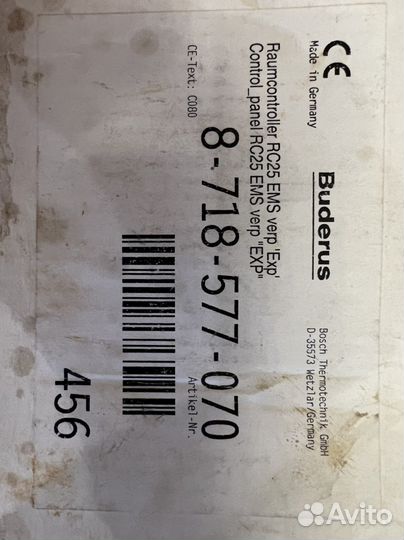 CE
Made in Germany
Buderus
Bosch Thermotechnik GmbH
D-35573 Wetzlar/Germany
Raumcontroller RC25 EMS verp 'Exp'
Control_panel RC25 EMS verp "EXP"
8-718-577-070
CE-Text: C080
Artikel-Nr.
456
Avito